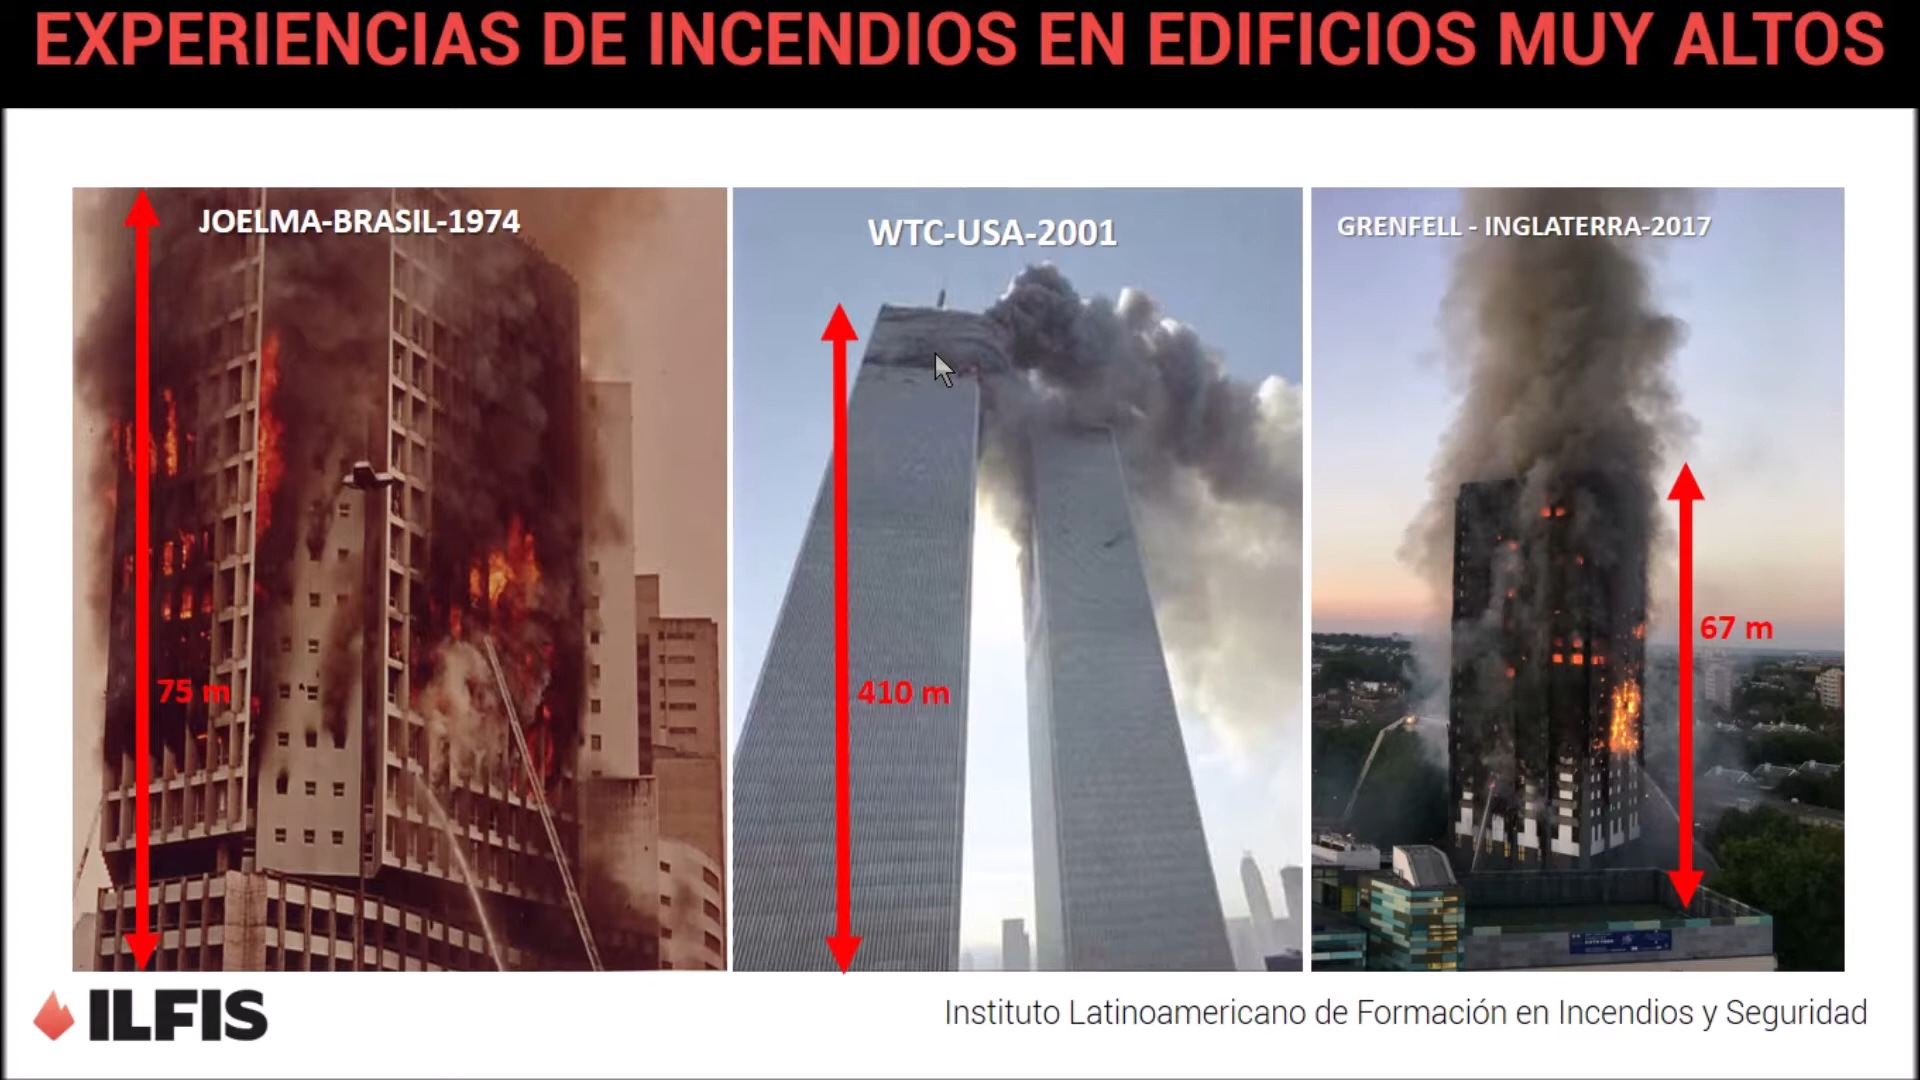 EXPERIENCIAS DE INCENDIOS EN EDIFICIOS MUY ALTOS
JOELMA-BRASIL-1974
WTC-USA-2001
GRENFELL - INGLATERRA-2017
75 m
410 m
67 m
ILFIS
Instituto Latinoamericano de Formación en Incendios y Seguridad